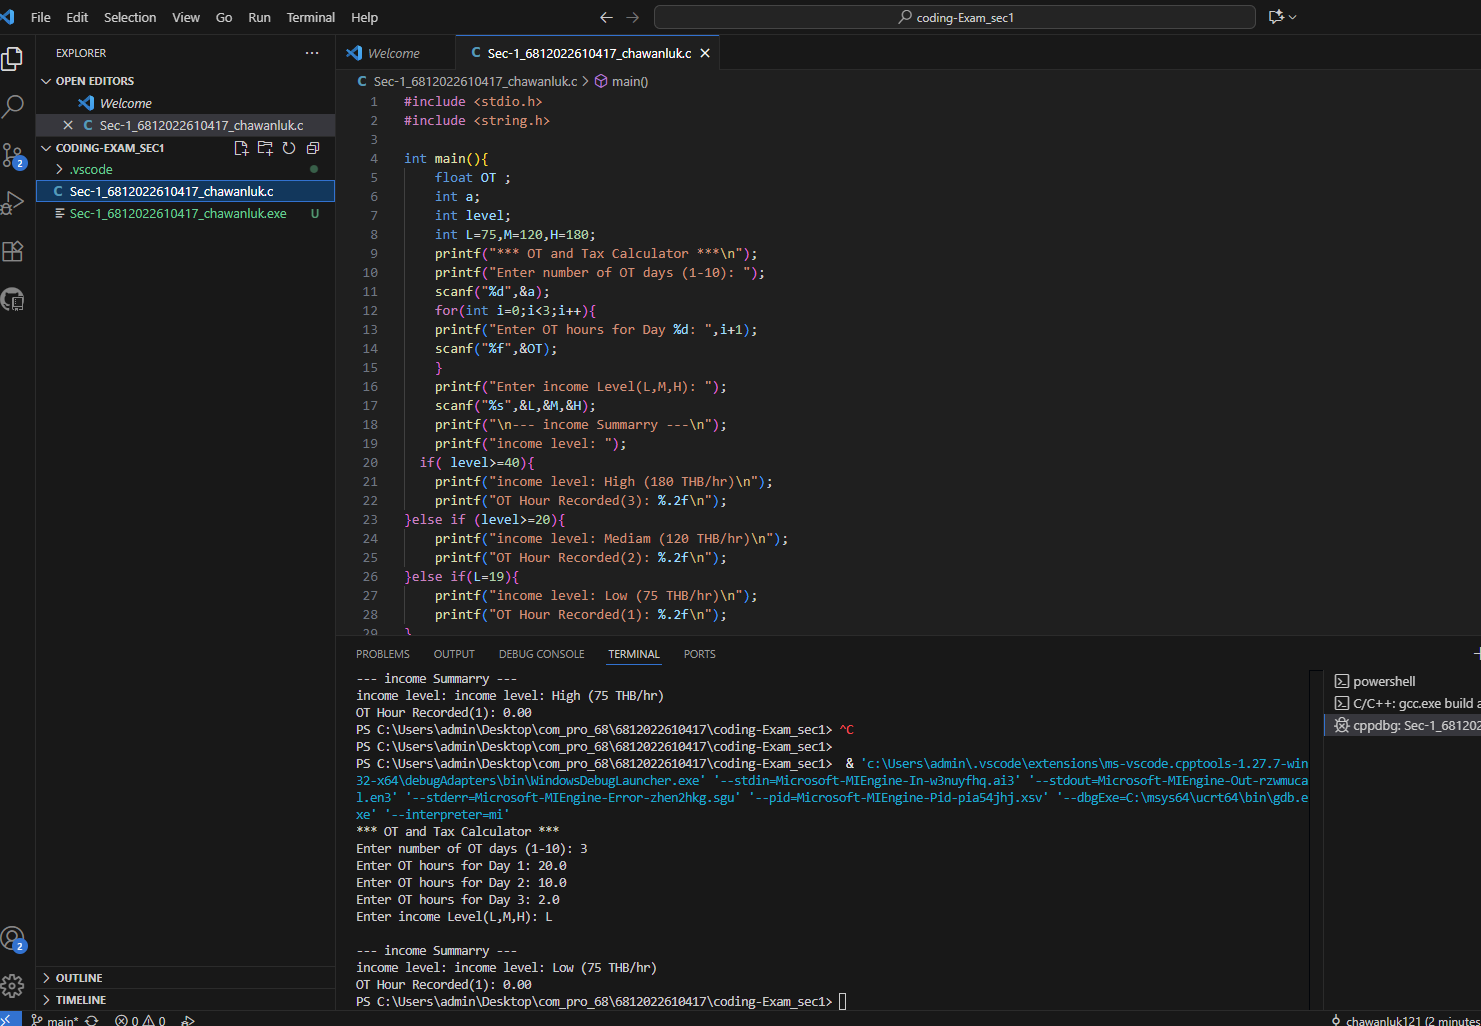 File Edit Selection View Go Run Terminal Help
coding-Exam_sec1
EXPLORER
OPEN EDITORS
Welcome
Sec-1_6812022610417_chawanluk.c
CODING-EXAM_SEC1
.vscode
Sec-1_6812022610417_chawanluk.c
Sec-1_6812022610417_chawanluk.exe U
2
2
OUTLINE
TIMELINE
Welcome
Sec-1_6812022610417_chawanluk.c
Sec-1_6812022610417_chawanluk.c > main()
1 #include <stdio.h>
2 #include <string.h>
3
4 int main(){
5 float OT ;
6 int a;
7 int level;
8 int L=75,M=120,H=180;
9 printf("*** OT and Tax Calculator ***\n");
10 printf("Enter number of OT days (1-10): ");
11 scanf("%d",&a);
12 for(int i=0;i<3;i++){
13 printf("Enter OT hours for Day %d: ",i+1);
14 scanf("%f",&OT);
15 }
16 printf("Enter income Level(L,M,H): ");
17 scanf("%s",&L,&M,&H);
18 printf("\n--- income Summarry ---\n");
19 printf("income level: ");
20 if( level>=40){
21 printf("income level: High (180 THB/hr)\n");
22 printf("OT Hour Recorded(3): %.2f\n");
23 }else if (level>=20){
24 printf("income level: Mediam (120 THB/hr)\n");
25 printf("OT Hour Recorded(2): %.2f\n");
26 }else if(L=19){
27 printf("income level: Low (75 THB/hr)\n");
28 printf("OT Hour Recorded(1): %.2f\n");
29 }
PROBLEMS OUTPUT DEBUG CONSOLE TERMINAL PORTS
--- income Summarry ---
income level: income level: High (75 THB/hr)
OT Hour Recorded(1): 0.00
PS C:\Users\admin\Desktop\com_pro_68\6812022610417\coding-Exam_sec1> ^C
PS C:\Users\admin\Desktop\com_pro_68\6812022610417\coding-Exam_sec1>
PS C:\Users\admin\Desktop\com_pro_68\6812022610417\coding-Exam_sec1> & 'c:\Users\admin\.vscode\extensions\ms-vscode.cpptools-1.27.7-win
32-x64\debugAdapters\bin\WindowsDebugLauncher.exe' '--stdin=Microsoft-MIEngine-In-w3nuyfhq.ai3' '--stdout=Microsoft-MIEngine-Out-rzwmuca
l.en3' '--stderr=Microsoft-MIEngine-Error-zhen2hkg.sgu' '--pid=Microsoft-MIEngine-Pid-pia54jhj.xsv' '--dbgExe=C:\msys64\ucrt64\bin\gdb.e
xe' '--interpreter=mi'
*** OT and Tax Calculator ***
Enter number of OT days (1-10): 3
Enter OT hours for Day 1: 20.0
Enter OT hours for Day 2: 10.0
Enter OT hours for Day 3: 2.0
Enter income Level(L,M,H): L
--- income Summarry ---
income level: income level: Low (75 THB/hr)
OT Hour Recorded(1): 0.00
PS C:\Users\admin\Desktop\com_pro_68\6812022610417\coding-Exam_sec1>
powershell
C/C++: gcc.exe build a
cppdbg: Sec-1_68120
main* 0 0
chawanluk121 (2 minutes